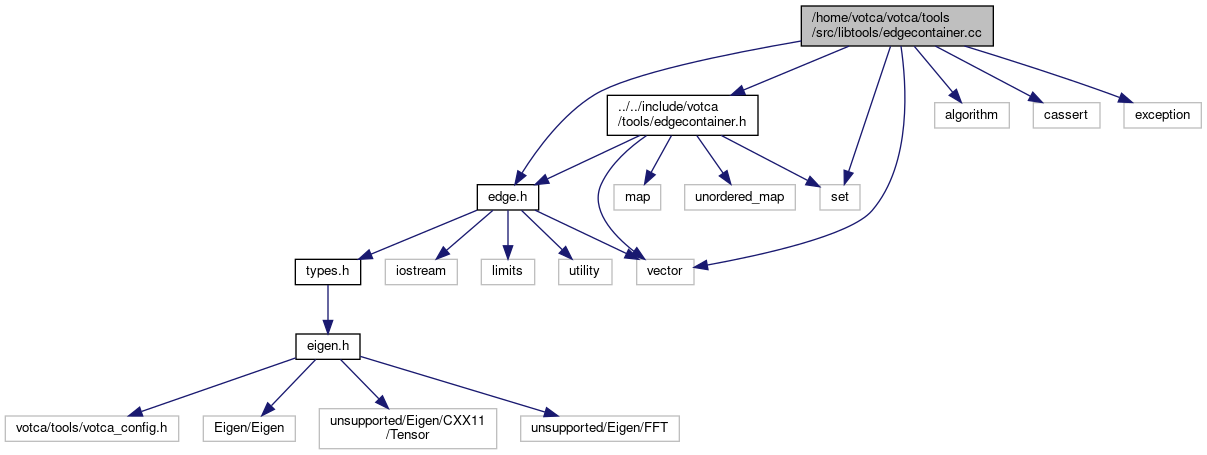 /home/votca/votca/tools
/src/libtools/edgecontainer.cc
../../include/votca
/tools/edgecontainer.h
algorithm
cassert
exception
edge.h
map
unordered_map
set
types.h
iostream
limits
utility
vector
eigen.h
votca/tools/votca_config.h
Eigen/Eigen
unsupported/Eigen/CXX11
/Tensor
unsupported/Eigen/FFT